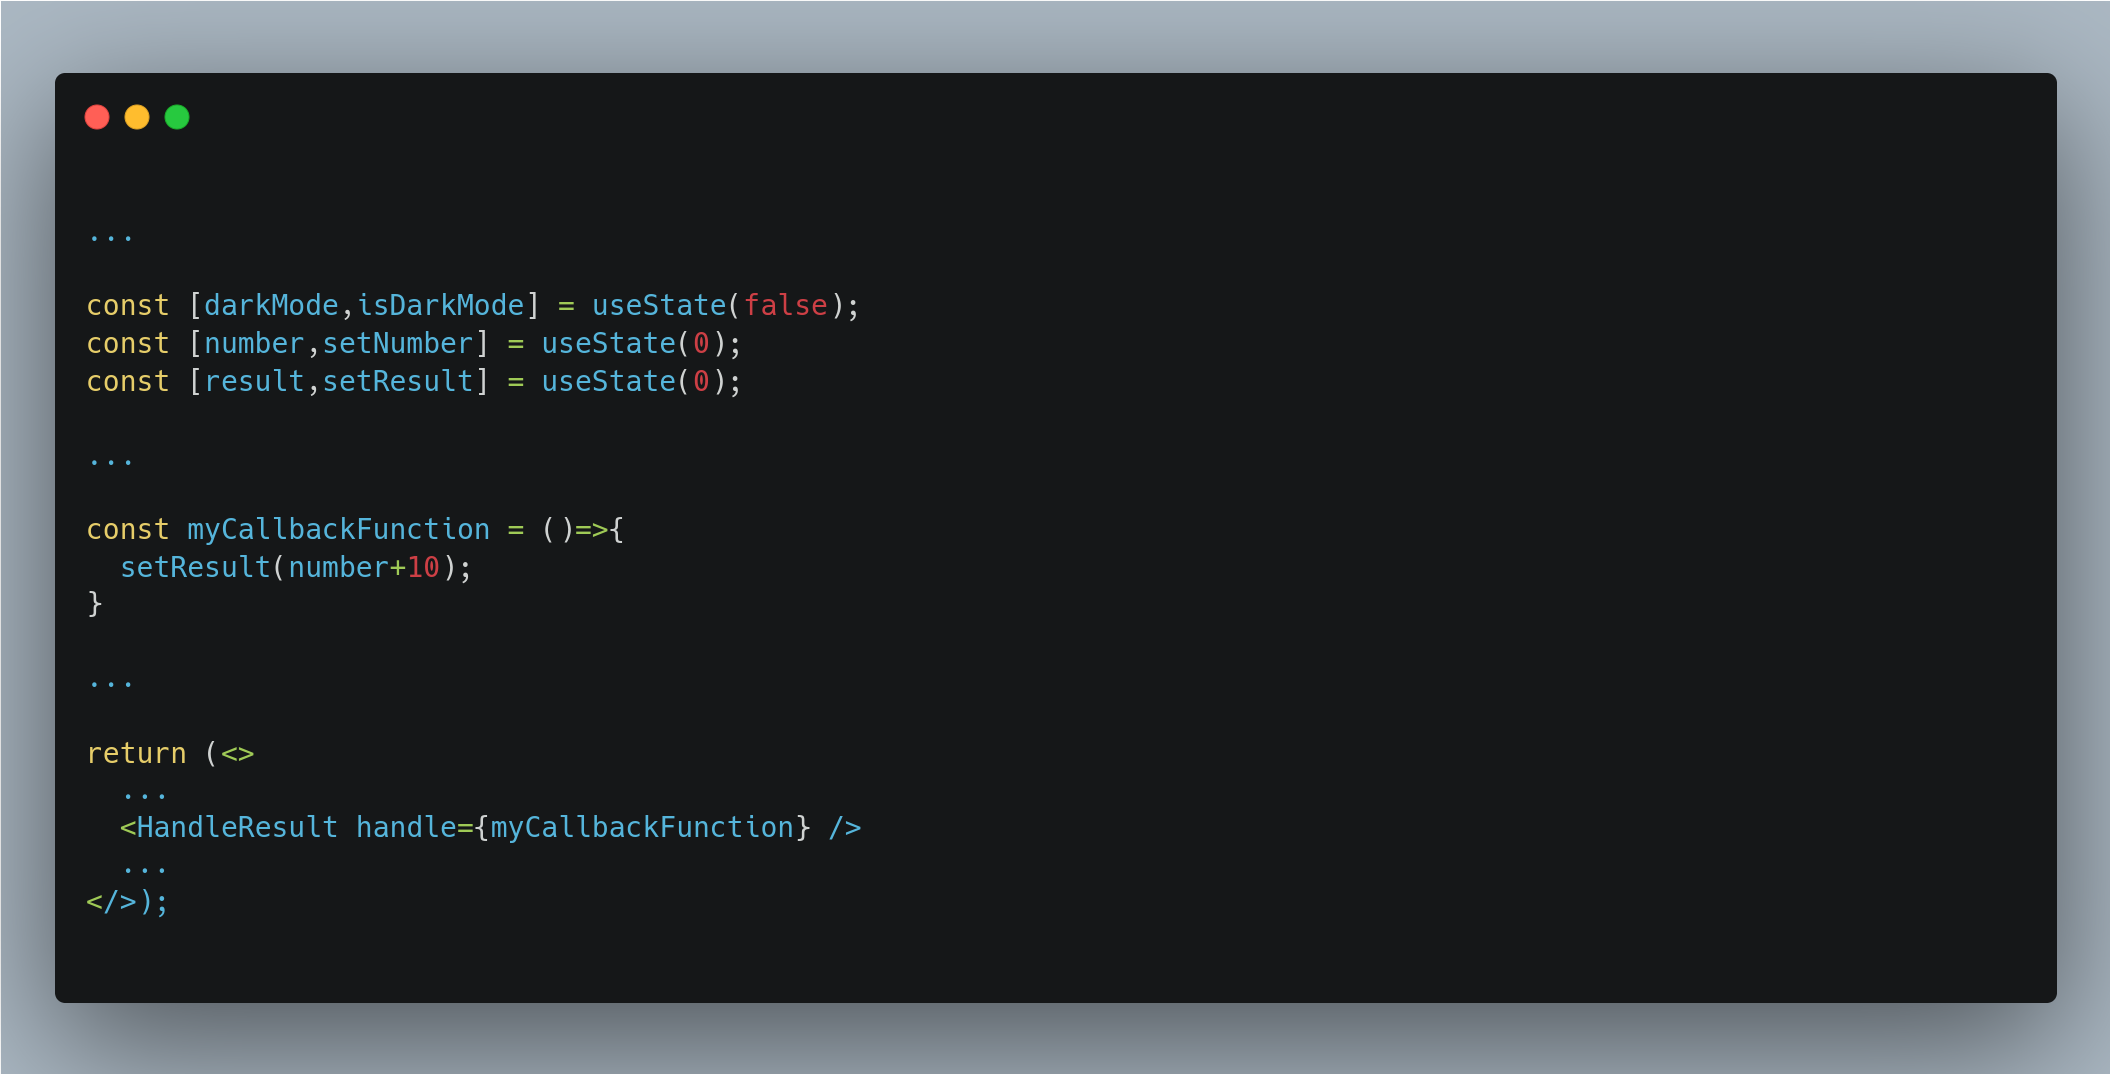 ...
const [darkMode,isDarkMode] = useState(false);
const [number,setNumber] = useState(0);
const [result,setResult] = useState(0);
...
const myCallbackFunction = ()=>{
  setResult(number+10);
}
...
return (<>
  ...
  <HandleResult handle={myCallbackFunction} />
  ...
</>);